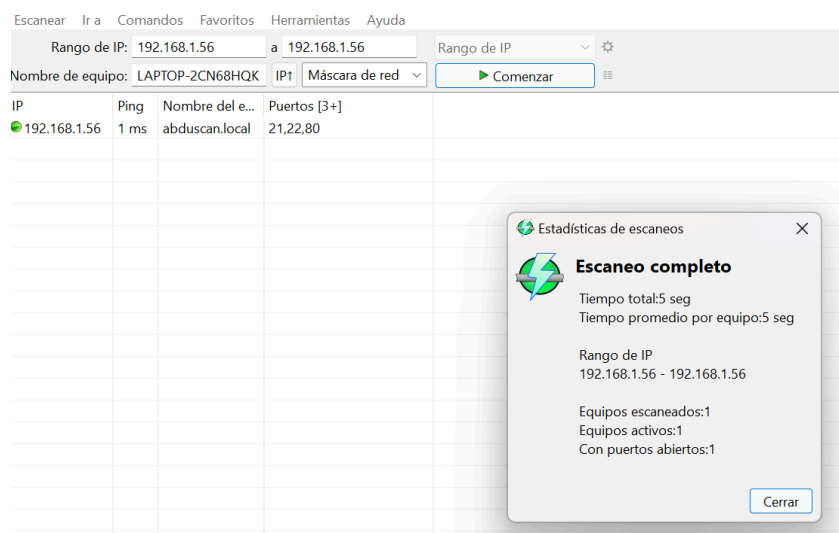 Escanear Ir a Comandos Favoritos Herramientas Ayuda
Rango de IP: 192.168.1.56 a 192.168.1.56 Rango de IP
Nombre de equipo: LAPTOP-2CN68HQK IP↑ Máscara de red Comenzar
IP Ping Nombre del e... Puertos [3+]
192.168.1.56 1 ms abduscan.local 21,22,80
Estadísticas de escaneos
Escaneo completo
Tiempo total:5 seg
Tiempo promedio por equipo:5 seg
Rango de IP
192.168.1.56 - 192.168.1.56
Equipos escaneados:1
Equipos activos:1
Con puertos abiertos:1
Cerrar